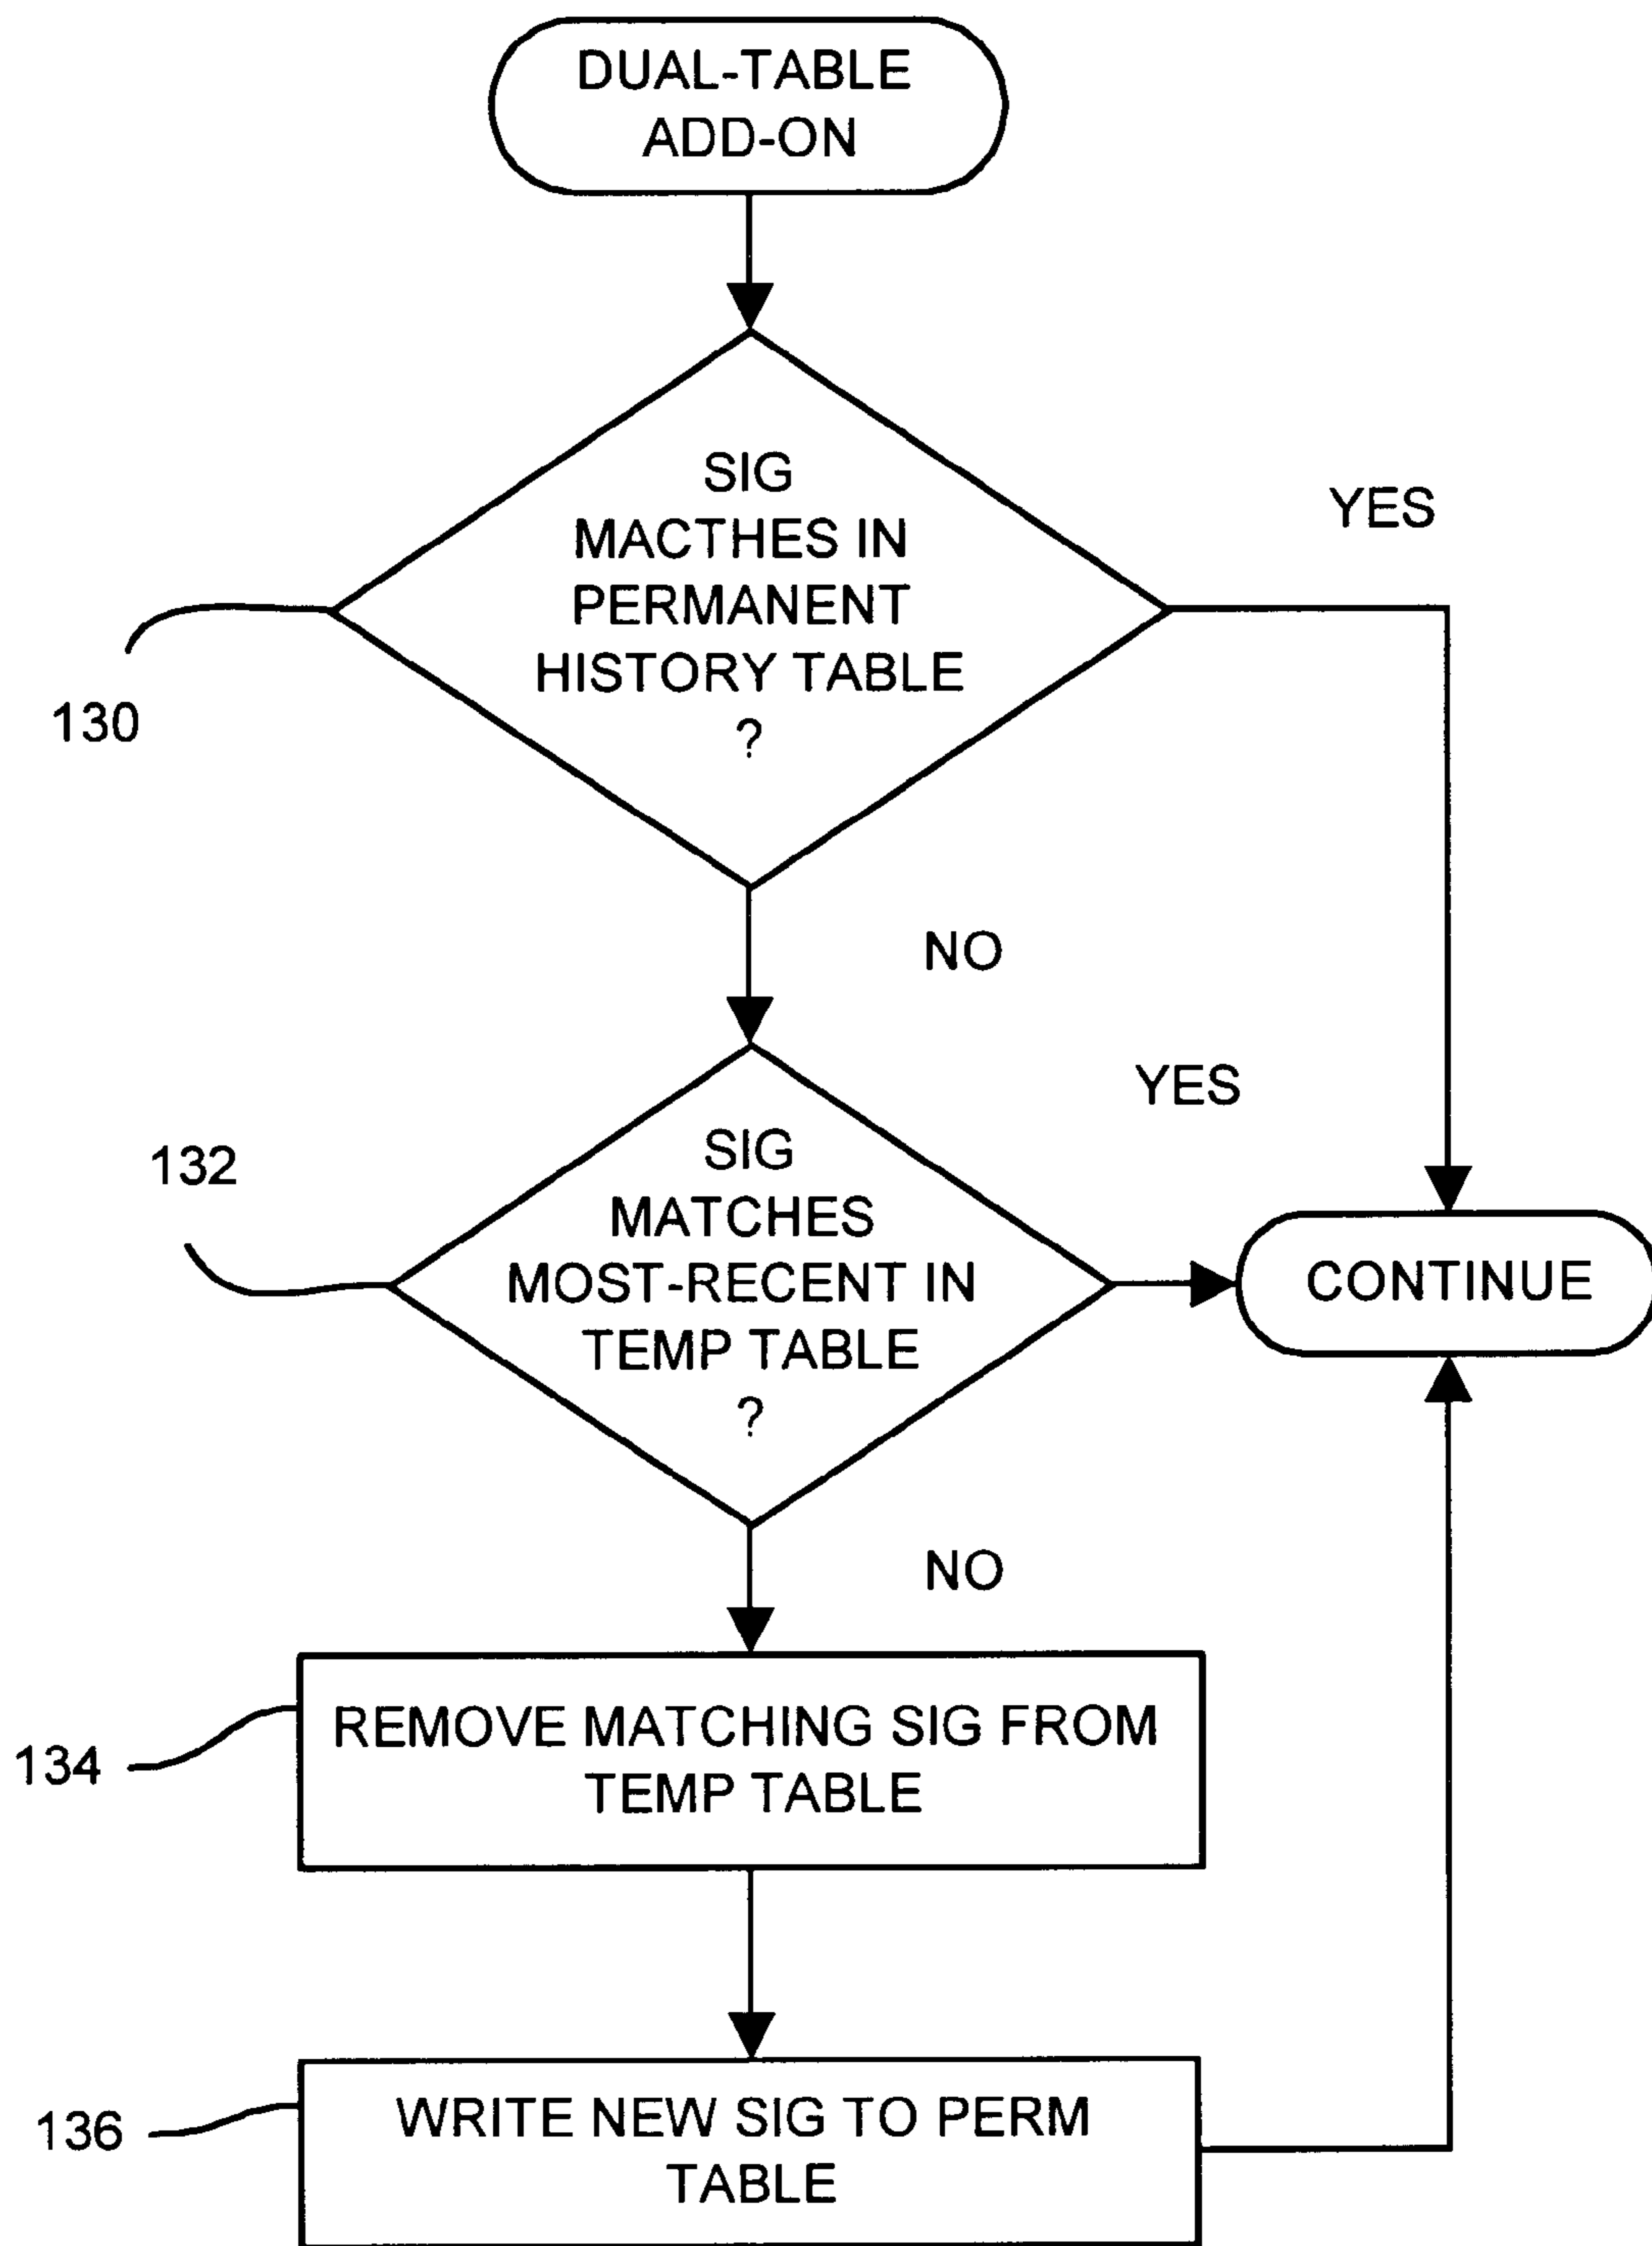 DUAL-TABLE
ADD-ON
SIG
MACTHES IN
PERMANENT
HISTORY TABLE
?
YES
130
NO
YES
132
SIG
MATCHES
MOST-RECENT IN
TEMP TABLE
?
CONTINUE
NO
134
REMOVE MATCHING SIG FROM
TEMP TABLE
136
WRITE NEW SIG TO PERM
TABLE